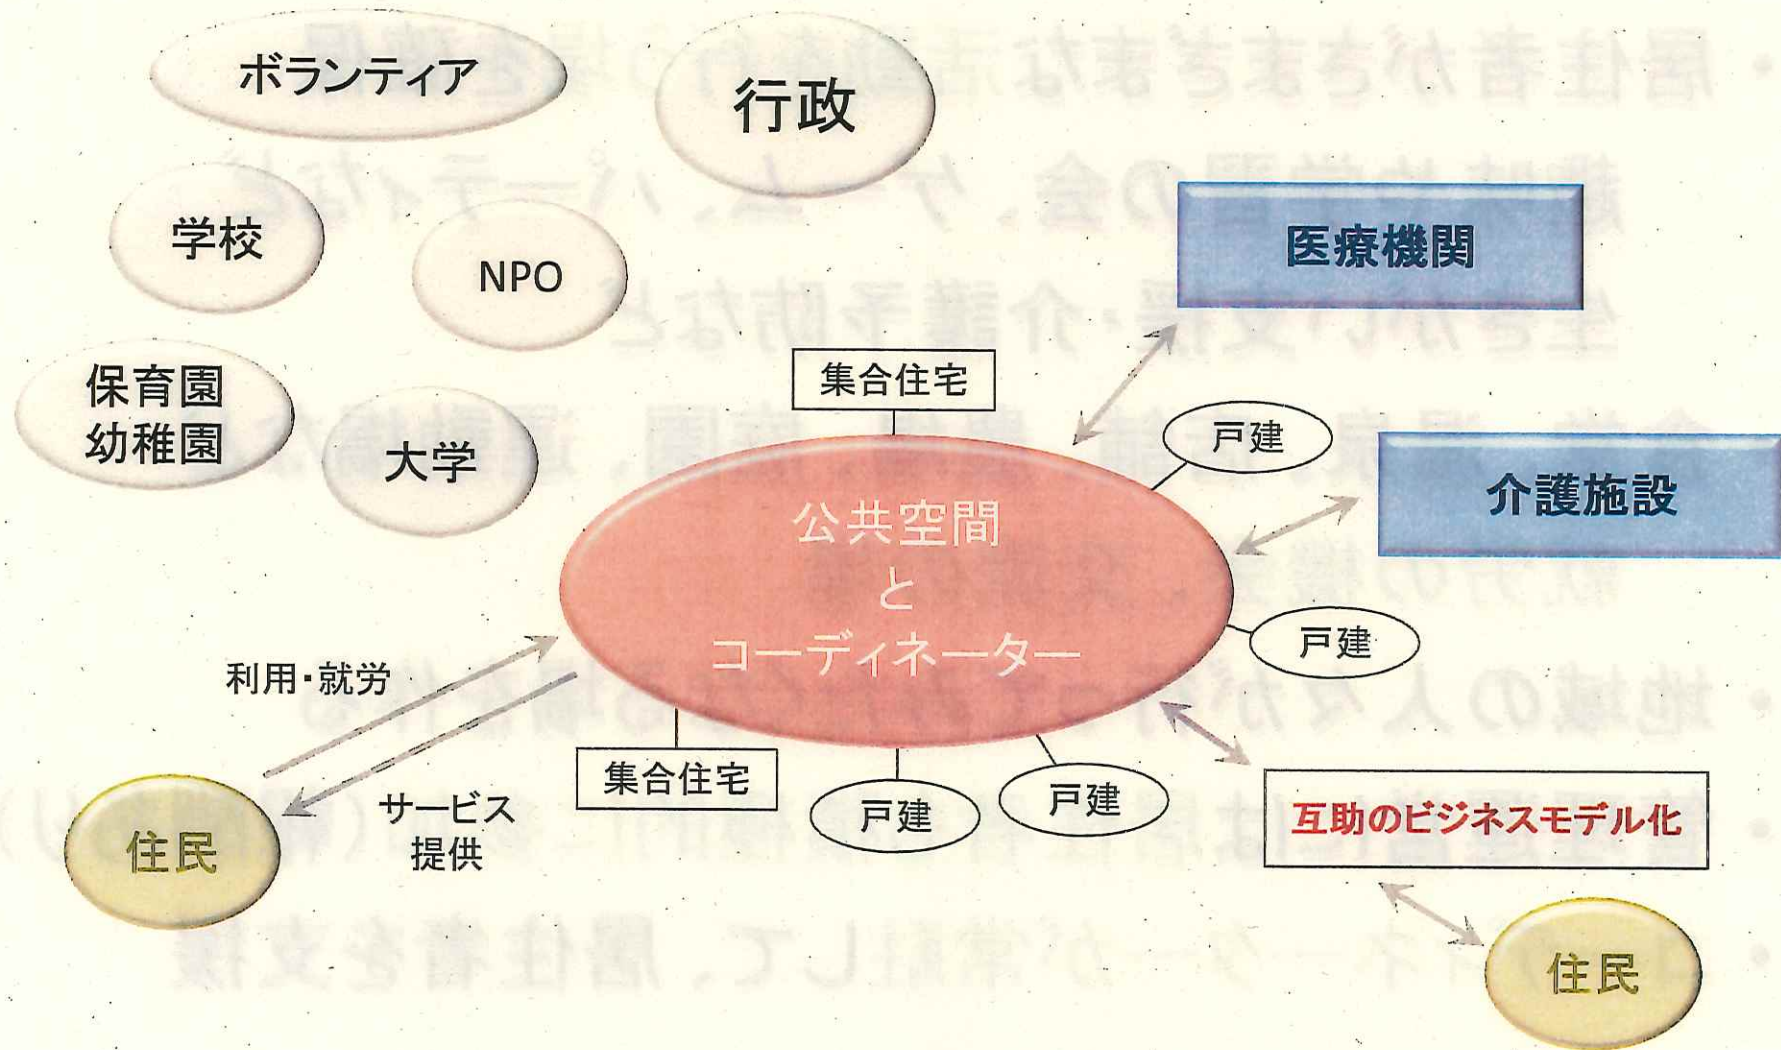 ボランティア
行政
学校
NPO
医療機関
保育園
幼稚園
大学
集合住宅
戸建
介護施設
公共空間
と
コーディネーター
戸建
利用・就労
集合住宅
戸建
戸建
サービス
提供
住民
互助のビジネスモデル化
住民